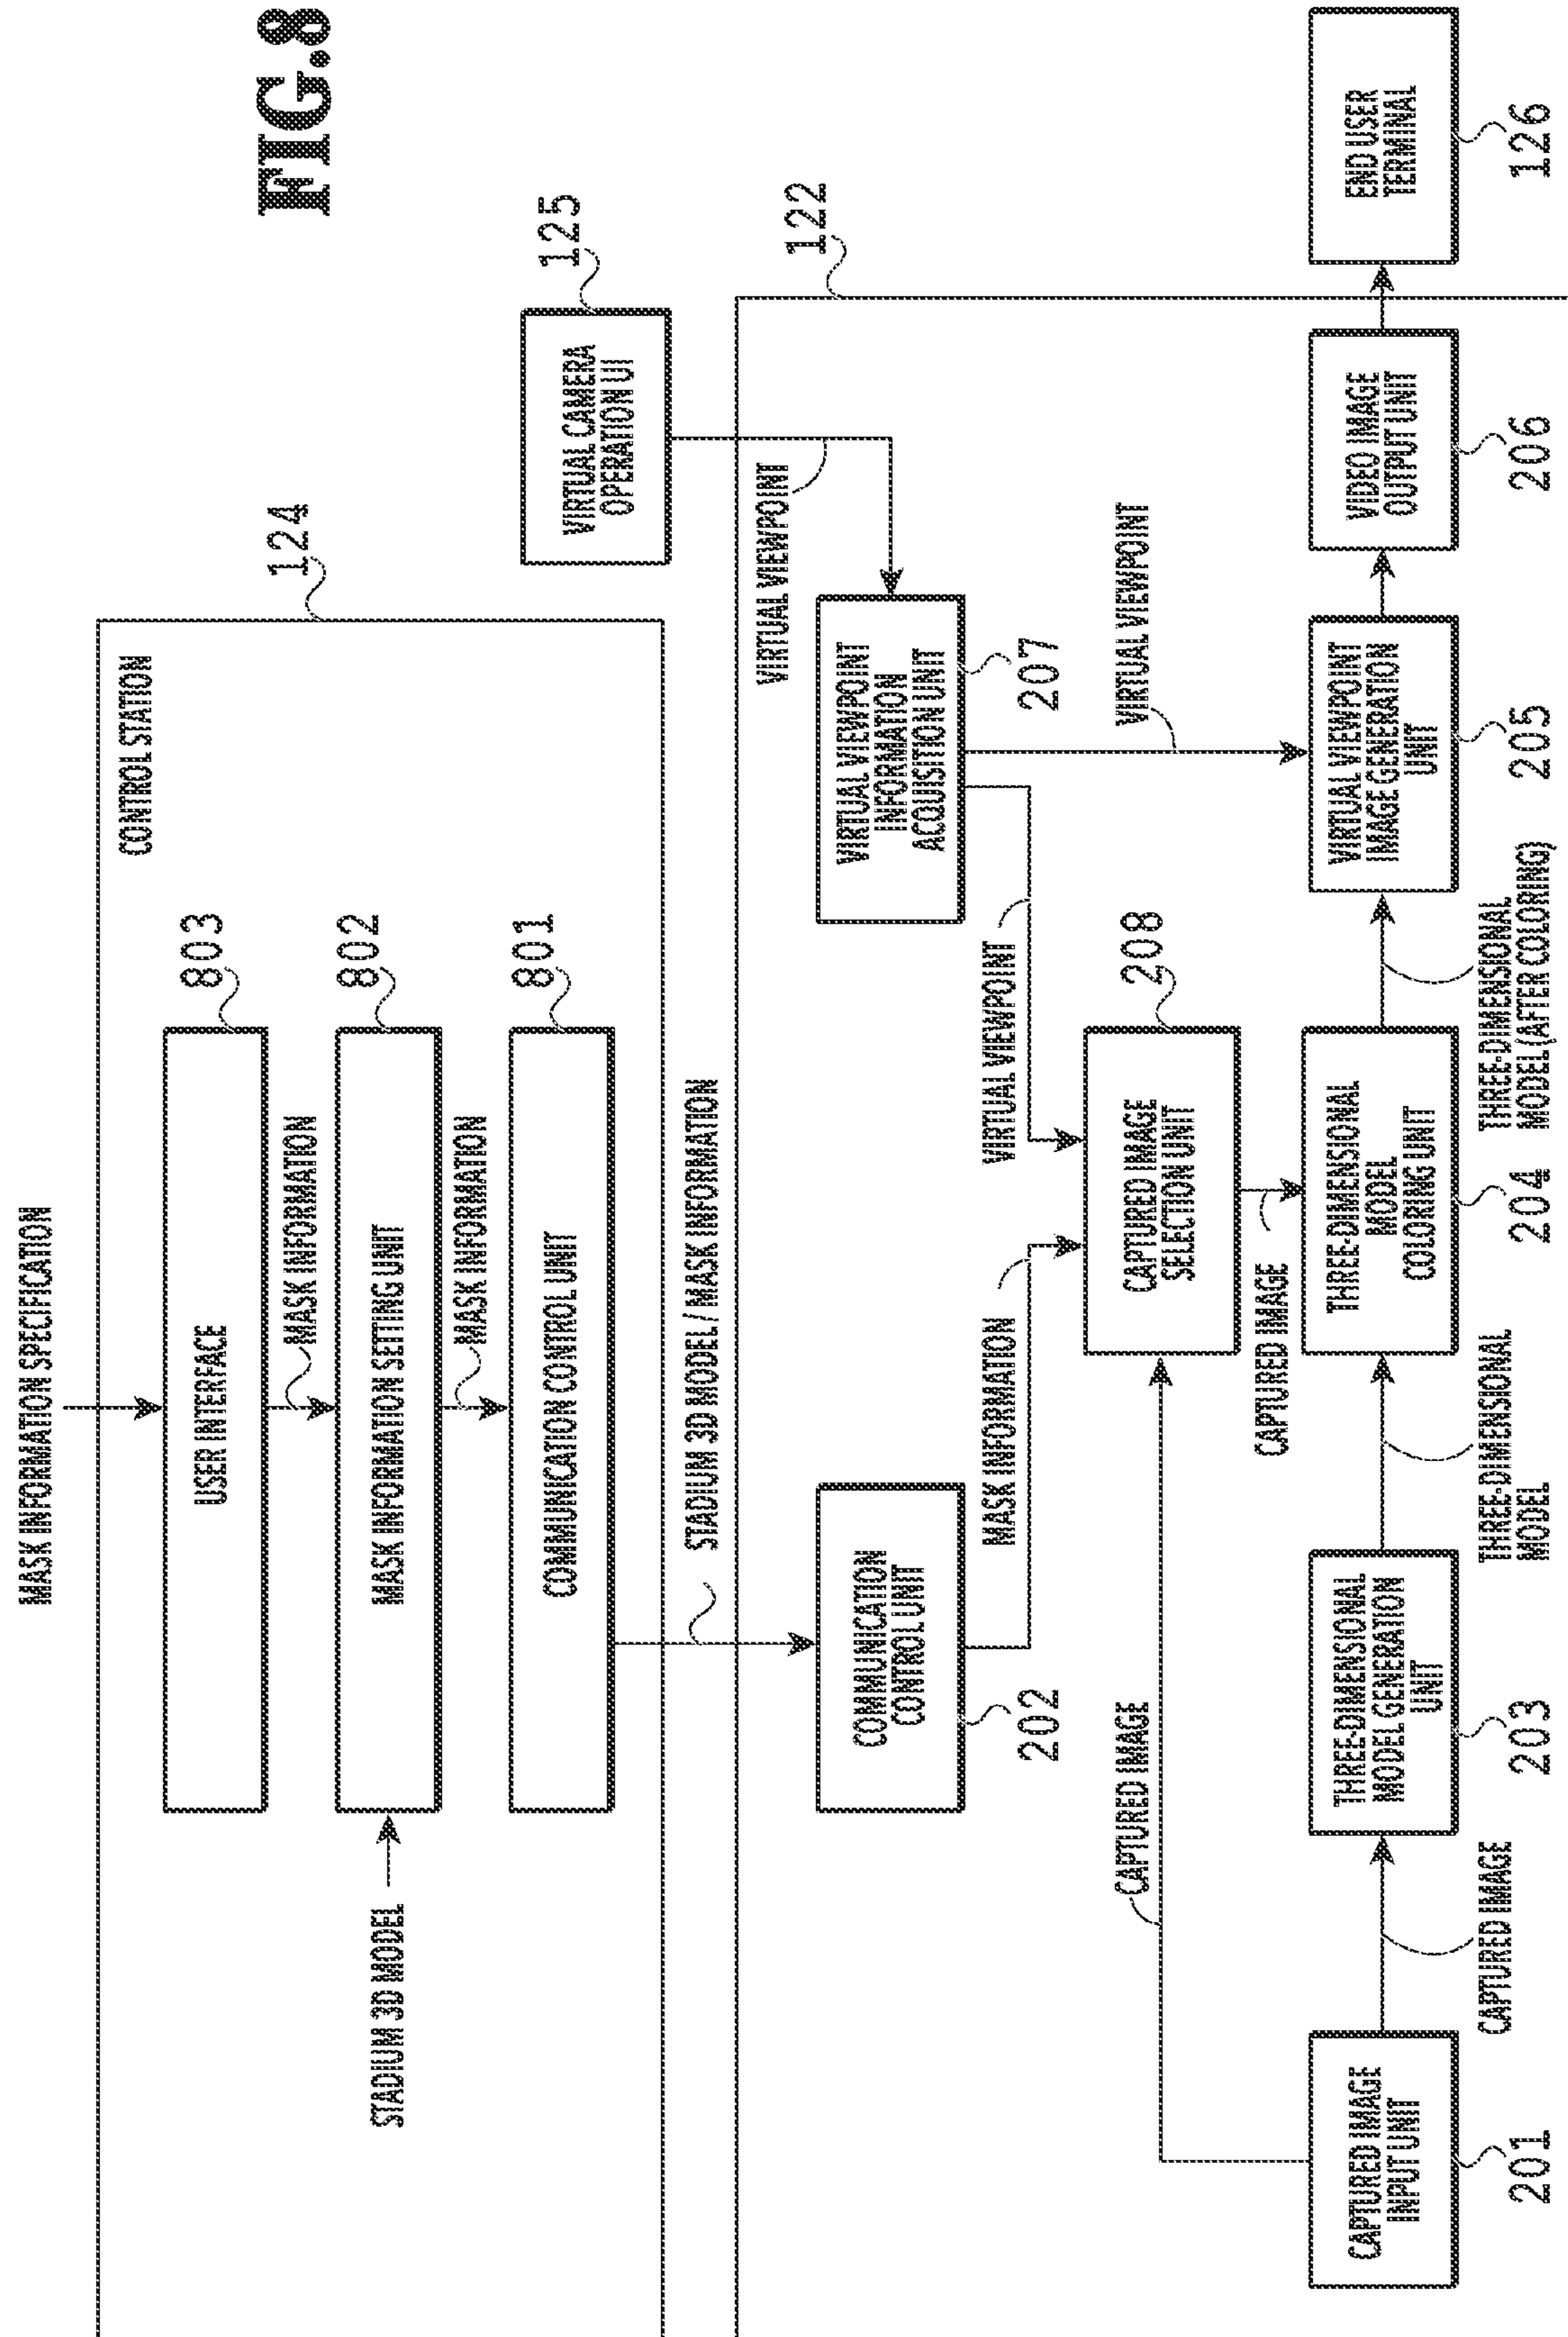 FIG.8
MASK INFORMATION SPECIFICATION
CONTROL STATION
124
USER INTERFACE
803
MASK INFORMATION
STADIUM 3D MODEL
MASK INFORMATION SETTING UNIT
802
MASK INFORMATION
COMMUNICATION CONTROL UNIT
801
VIRTUAL CAMERA
OPERATION UI
125
STADIUM 3D MODEL / MASK INFORMATION
VIRTUAL VIEWPOINT
122
COMMUNICATION
CONTROL UNIT
202
VIRTUAL VIEWPOINT
INFORMATION
ACQUISITION UNIT
207
MASK INFORMATION
VIRTUAL VIEWPOINT
CAPTURED IMAGE
VIRTUAL VIEWPOINT
CAPTURED IMAGE
SELECTION UNIT
208
CAPTURED IMAGE
CAPTURED IMAGE
INPUT UNIT
201
CAPTURED IMAGE
THREE-DIMENSIONAL
MODEL GENERATION
UNIT
203
THREE-DIMENSIONAL
MODEL
THREE-DIMENSIONAL
MODEL
COLORING UNIT
204
THREE-DIMENSIONAL
MODEL (AFTER COLORING)
VIRTUAL VIEWPOINT
IMAGE GENERATION
UNIT
205
VIDEO IMAGE
OUTPUT UNIT
206
END USER
TERMINAL
126